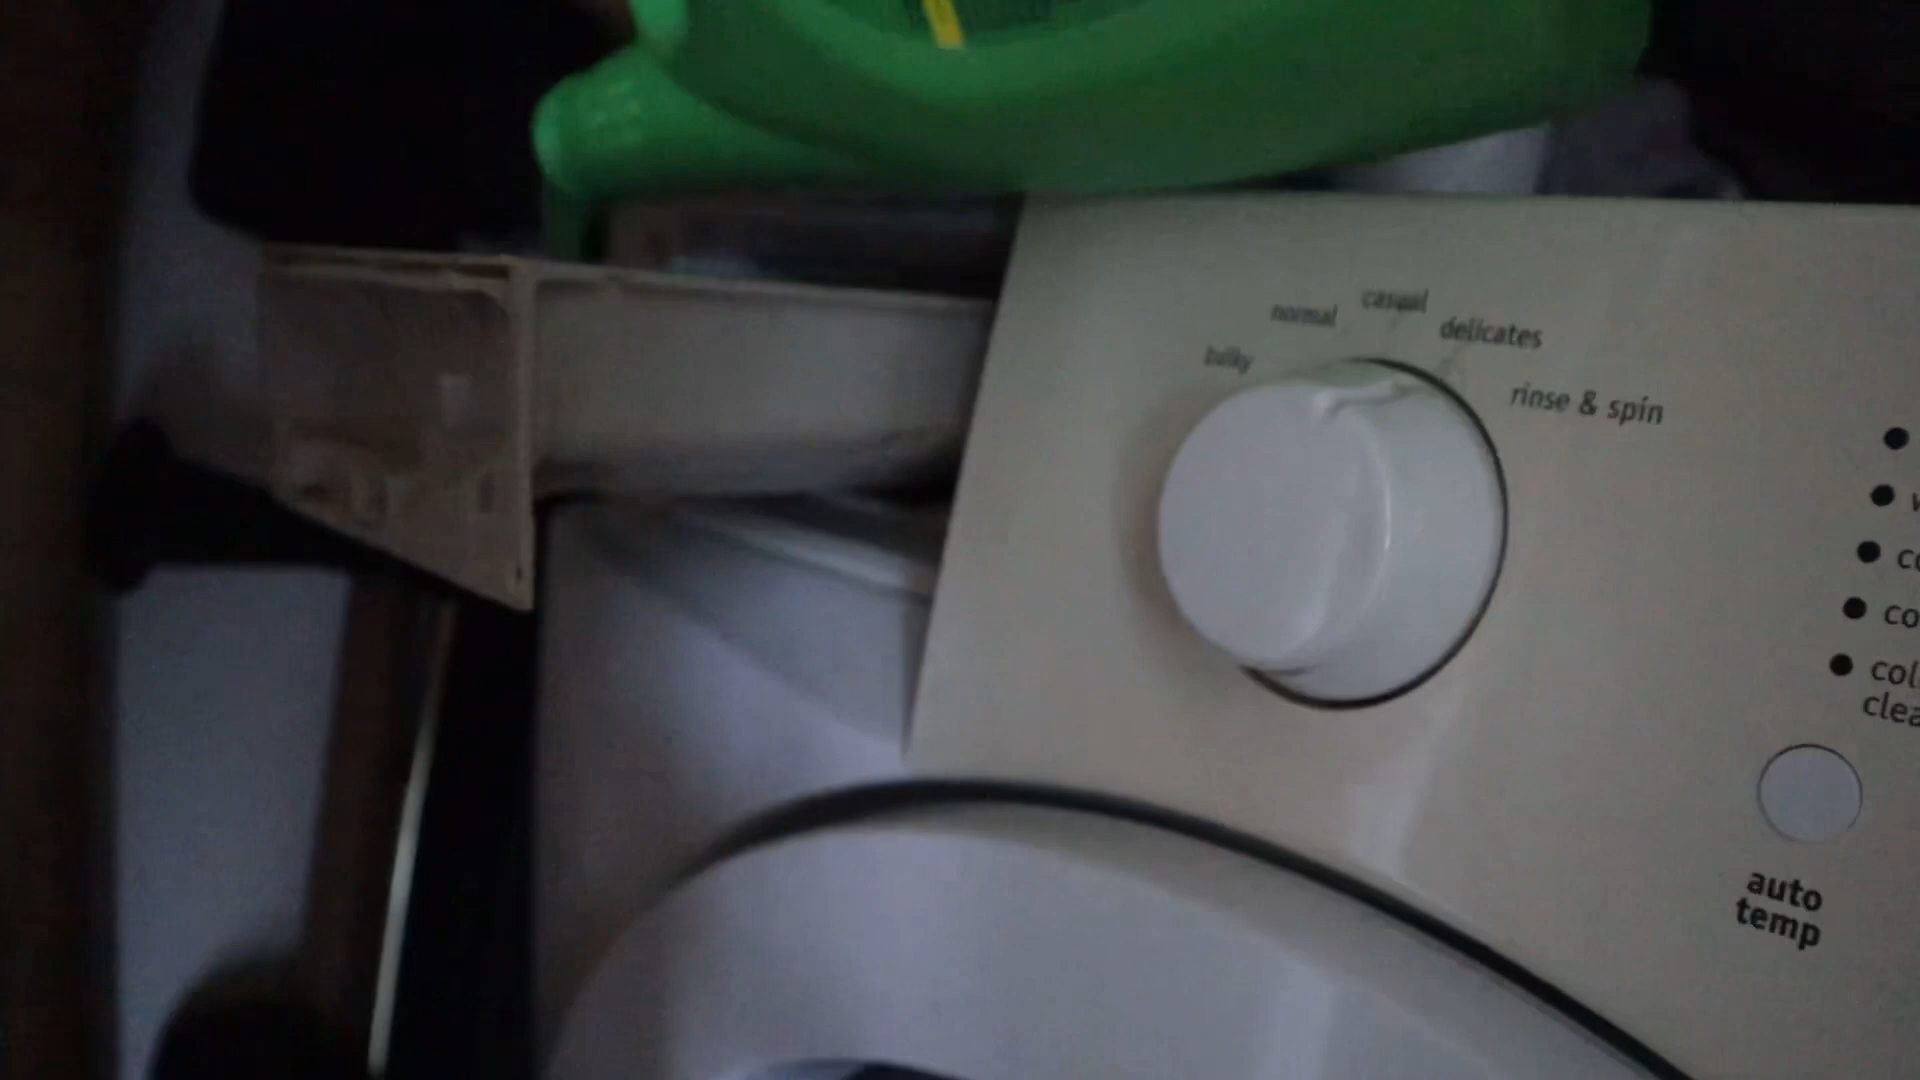 casual
normal
delicates
bulky
rinse & spin
auto
temp